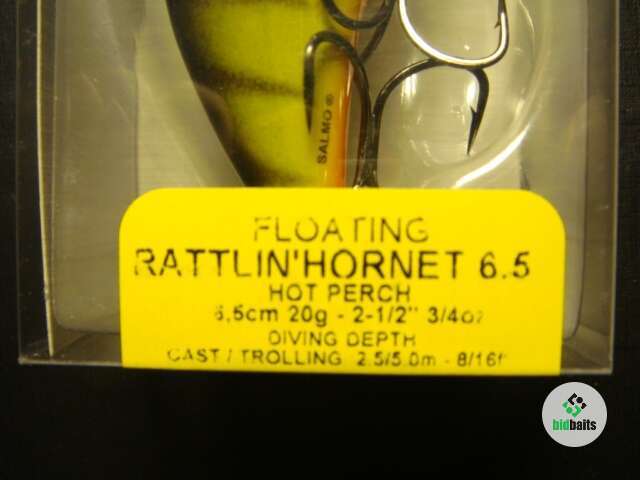 SALMO ®
FLOATING
RATTLIN'HORNET 6.5
HOT PERCH
6,5cm 20g - 2-1/2" 3/4oz
DIVING DEPTH
CAST / TROLLING 2.5/5.0m - 8/16ft
bidbaits